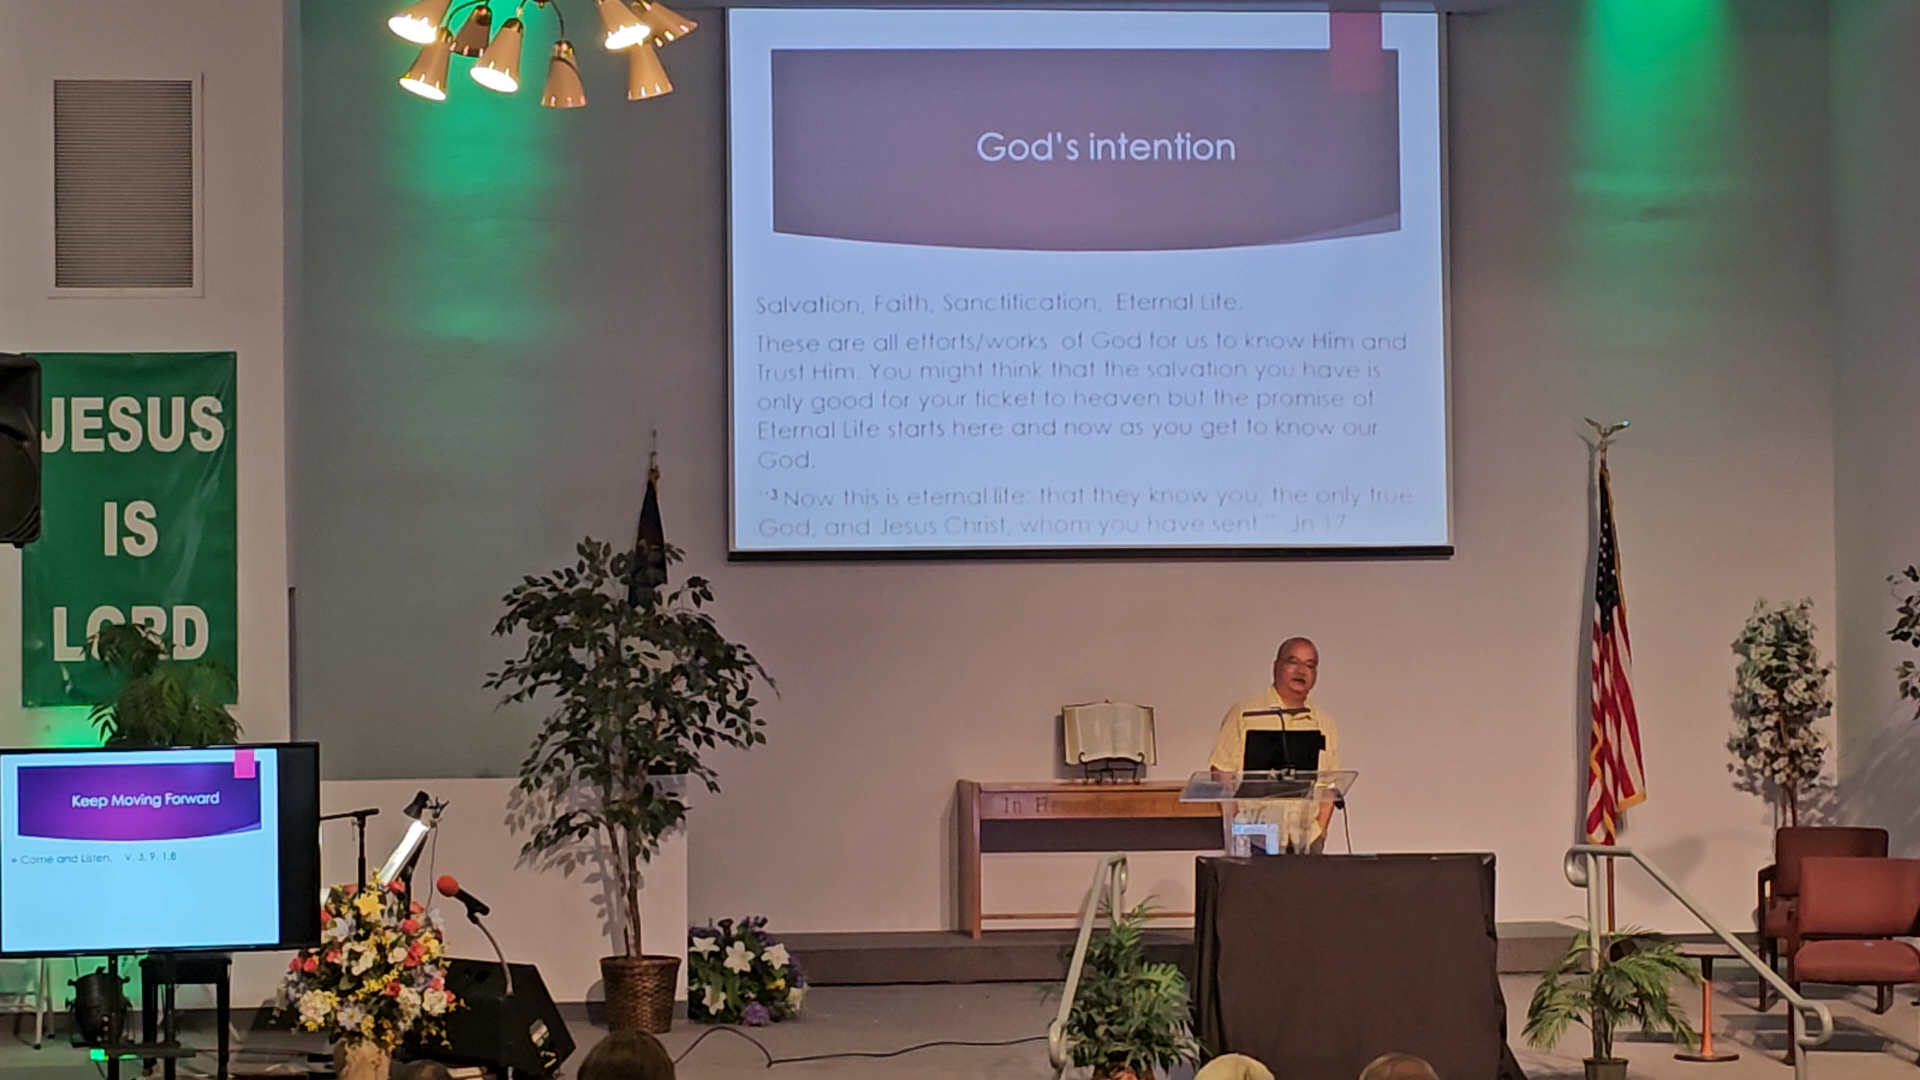 God's intention
Salvation, Faith, Sanctification, Eternal Life.
These are all efforts/works of God for us to know Him and
Trust Him. You might think that the salvation you have is
only good for your ticket to heaven but the promise of
Eternal Life starts here and now as you get to know our
God.
"³ Now this is eternal life: that they know you, the only true
God, and Jesus Christ, whom you have sent." Jn 17
JESUS
IS
LORD
Keep Moving Forward
Come and Listen. V. 3, 9, 18
In Remembrance